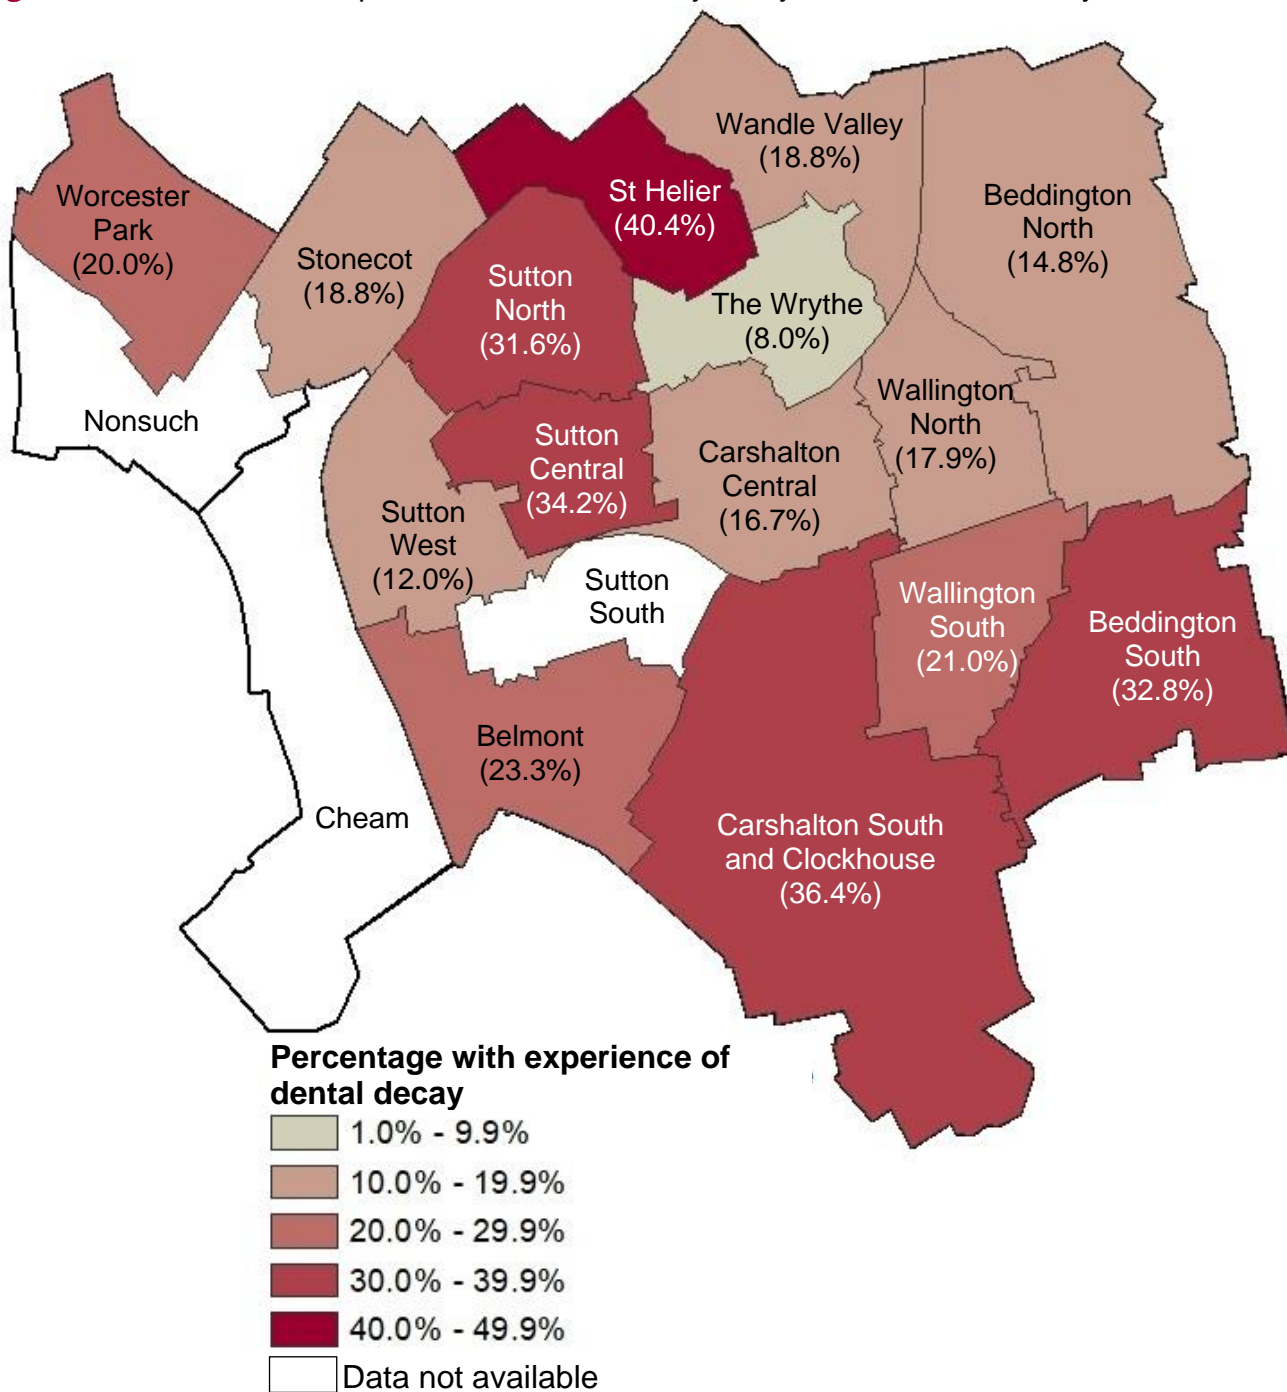 Wandle Valley
(18.8%)
St Helier
(40.4%)
Worcester
Park
(20.0%)
Beddington
North
(14.8%)
Stonecot
(18.8%)
Sutton
North
(31.6%)
The Wrythe
(8.0%)
Nonsuch
Wallington
North
(17.9%)
Sutton
Central
(34.2%)
Carshalton
Central
(16.7%)
Sutton
West
(12.0%)
Sutton
South
Wallington
South
(21.0%)
Beddington
South
(32.8%)
Belmont
(23.3%)
Cheam
Carshalton South
and Clockhouse
(36.4%)
Percentage with experience of
dental decay
1.0% - 9.9%
10.0% - 19.9%
20.0% - 29.9%
30.0% - 39.9%
40.0% - 49.9%
Data not available